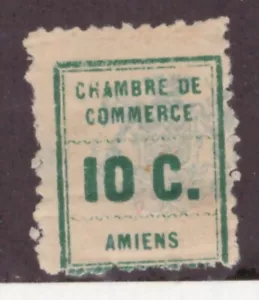 CHAMBRE DE
COMMERCE
10 C.
AMIENS